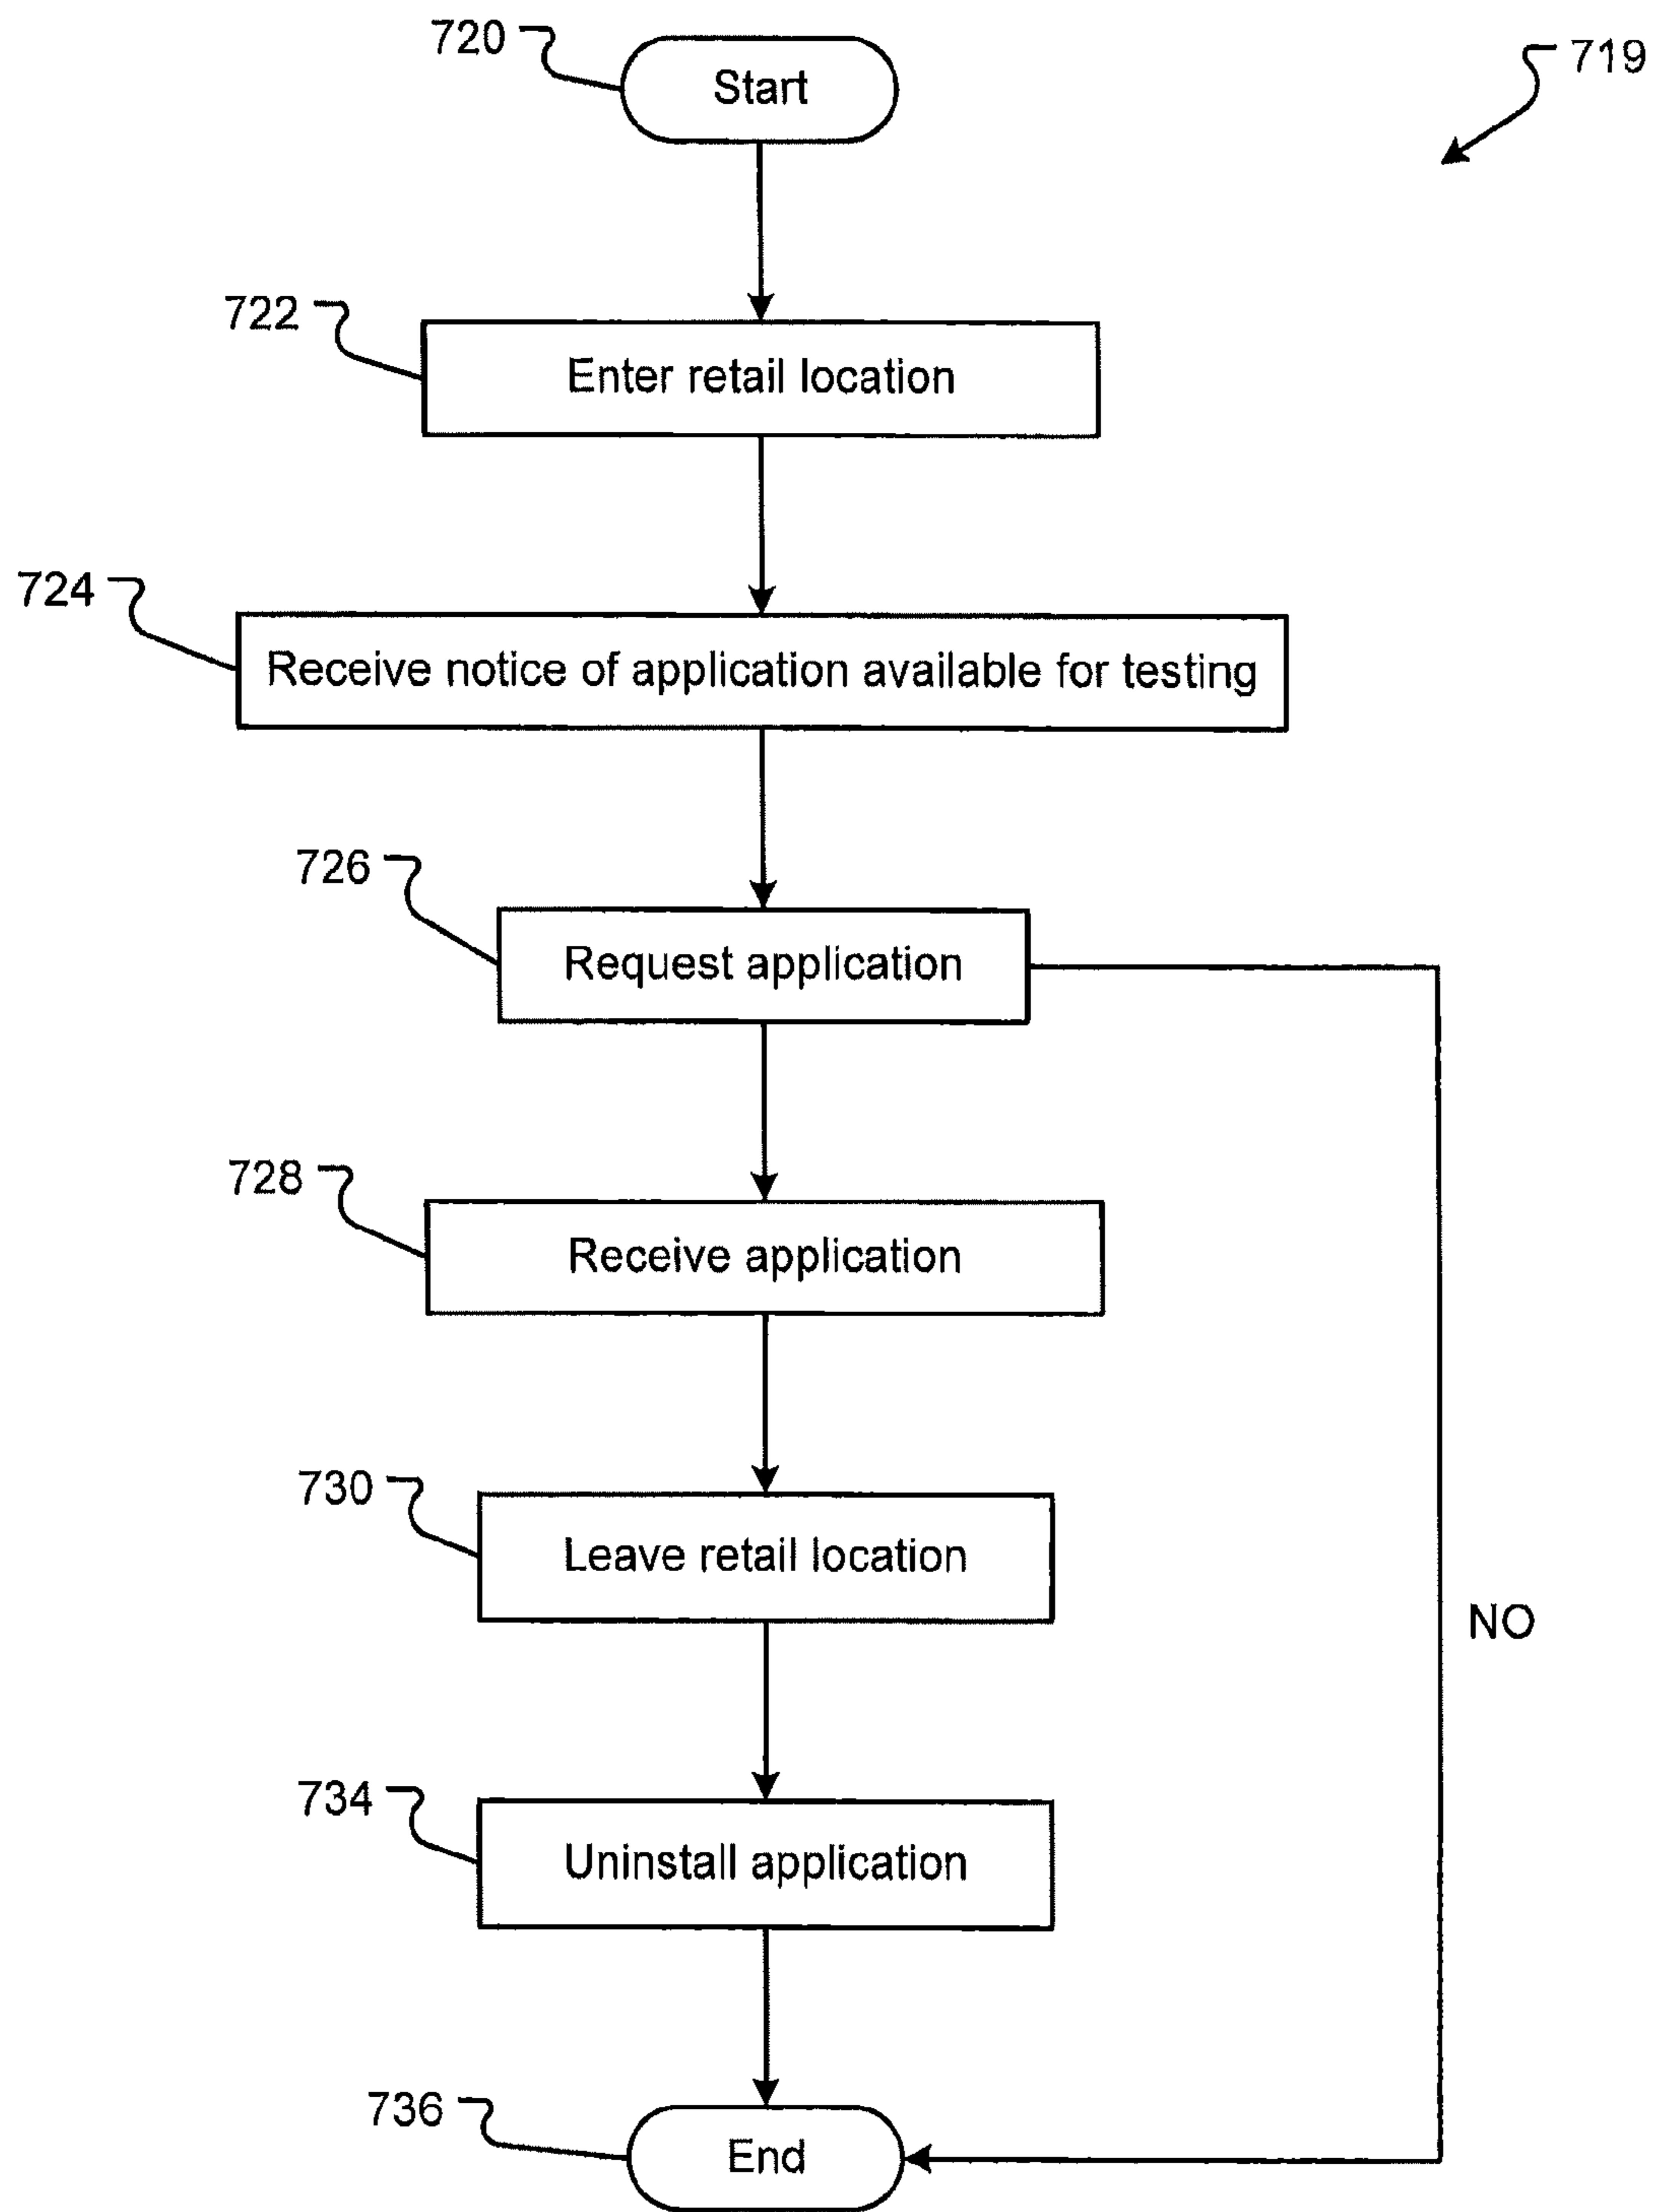 720
Start
719
722
Enter retail location
724
Receive notice of application available for testing
726
Request application
728
Receive application
730
Leave retail location
NO
734
Uninstall application
736
End